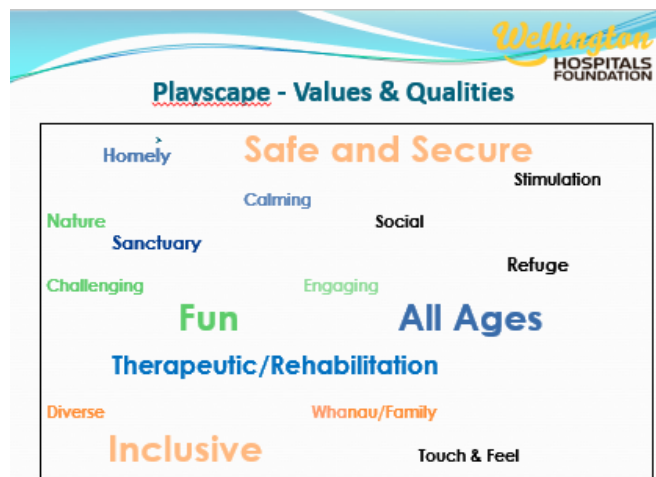 Wellington
HOSPITALS
FOUNDATION
Playscape - Values & Qualities
Homely
Safe and Secure
Stimulation
Calming
Nature
Social
Sanctuary
Refuge
Challenging
Engaging
Fun
All Ages
Therapeutic/Rehabilitation
Diverse
Whanau/Family
Inclusive
Touch & Feel